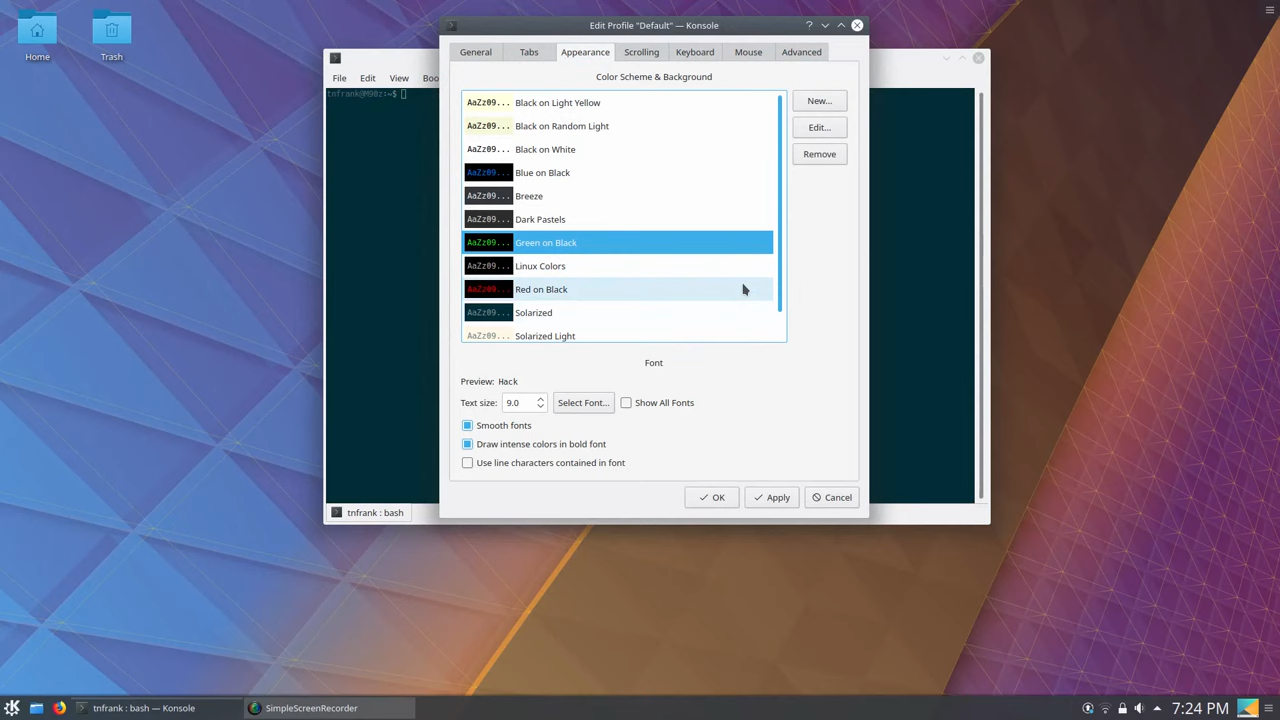 Edit Profile "Default" — Konsole
Home
Trash
General
Tabs
Appearance
Scrolling
Keyboard
Mouse
Advanced
File
Edit
View
Boo
tnfrank@M90z:~$
Color Scheme & Background
AaZz09... Black on Light Yellow
AaZz09... Black on Random Light
AaZz09... Black on White
AaZz09... Blue on Black
AaZz09... Breeze
AaZz09... Dark Pastels
AaZz09... Green on Black
AaZz09... Linux Colors
AaZz09... Red on Black
AaZz09... Solarized
AaZz09... Solarized Light
New...
Edit...
Remove
Font
Preview: Hack
Text size: 9.0
Select Font...
Show All Fonts
Smooth fonts
Draw intense colors in bold font
Use line characters contained in font
OK
Apply
Cancel
tnfrank : bash
tnfrank : bash — Konsole
SimpleScreenRecorder
7:24 PM